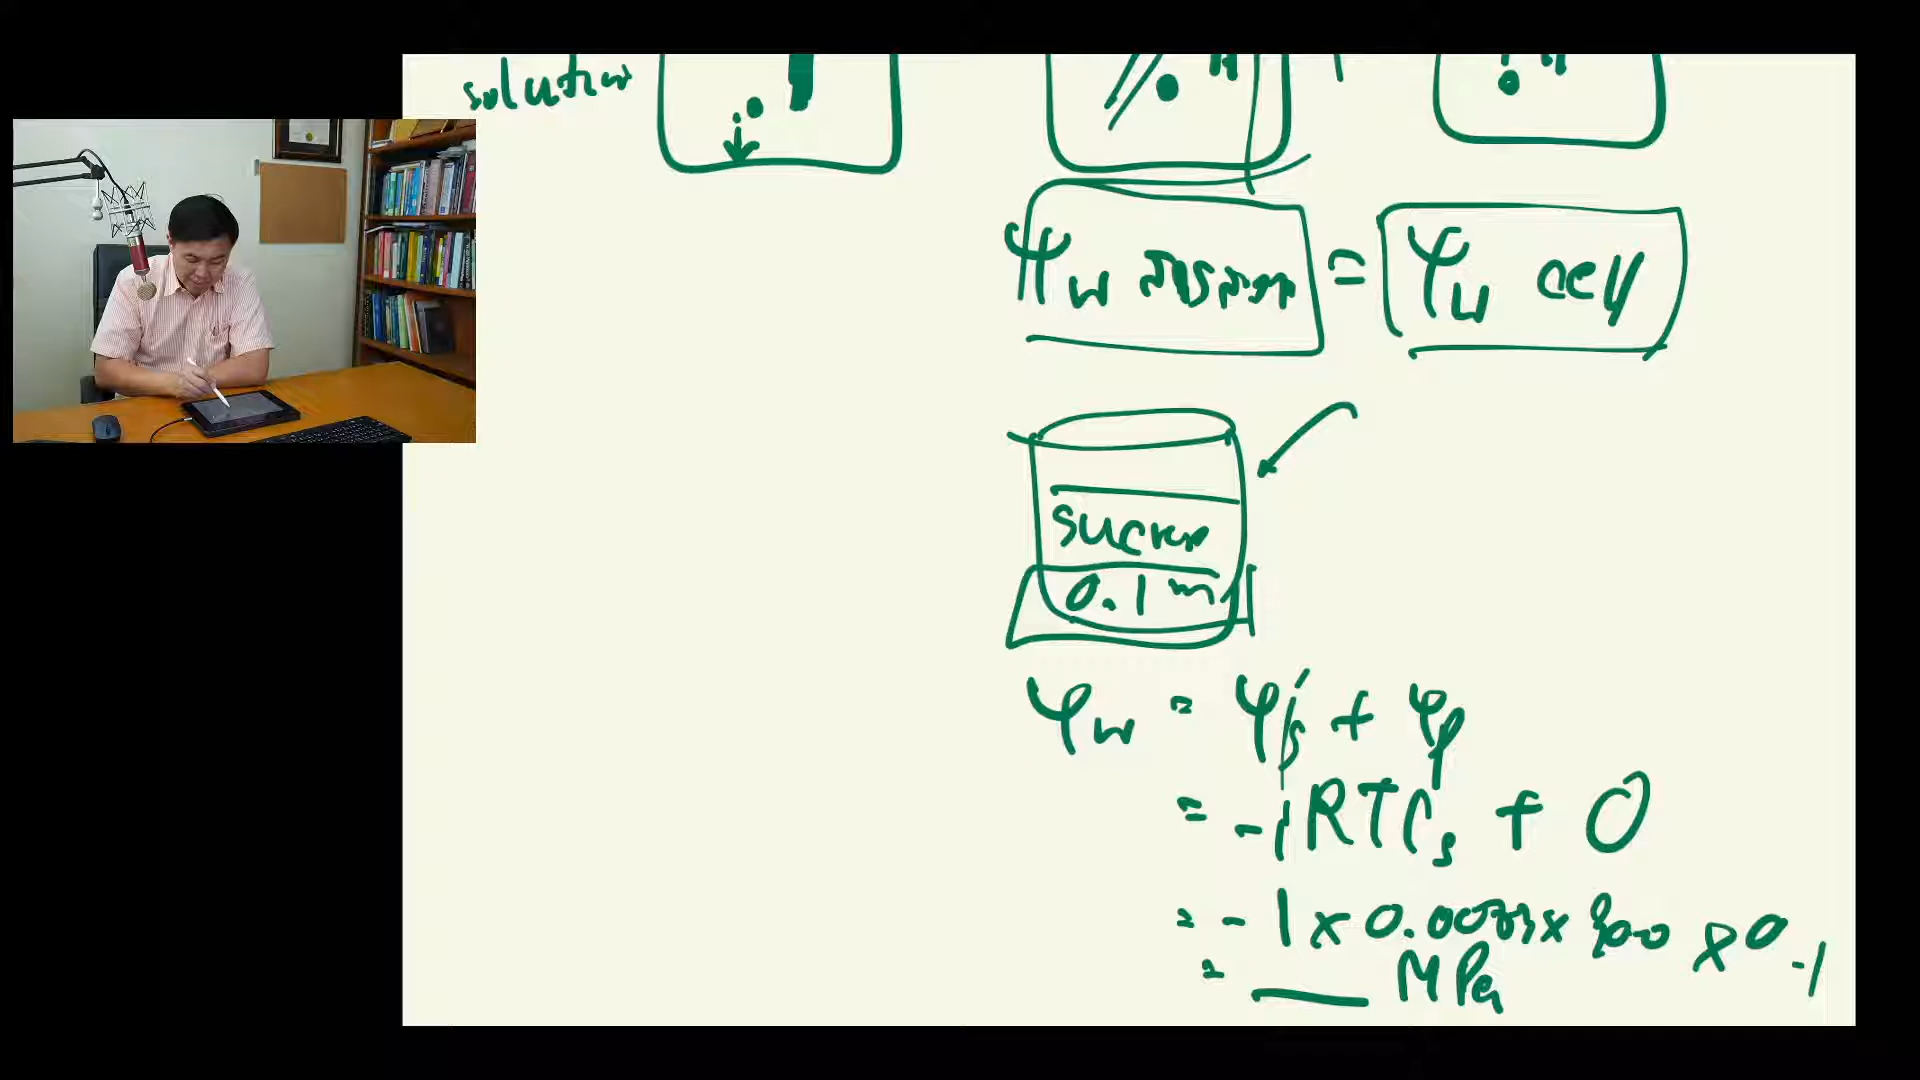 solution
Ψw สารละลาย = Ψw cell
sucrose
0.1 m
Ψw = Ψs + Ψp
= -iRTCs + 0
= - 1 x 0.0083 x 300 x 0.1
= __ MPa